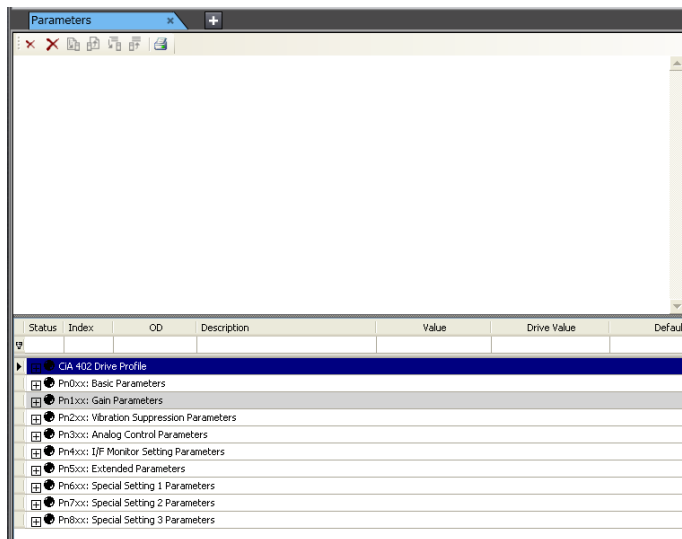 Parameters
Status Index OD Description Value Drive Value Defaul
CiA 402 Drive Profile
Pn0xx: Basic Parameters
Pn1xx: Gain Parameters
Pn2xx: Vibration Suppression Parameters
Pn3xx: Analog Control Parameters
Pn4xx: I/F Monitor Setting Parameters
Pn5xx: Extended Parameters
Pn6xx: Special Setting 1 Parameters
Pn7xx: Special Setting 2 Parameters
Pn8xx: Special Setting 3 Parameters